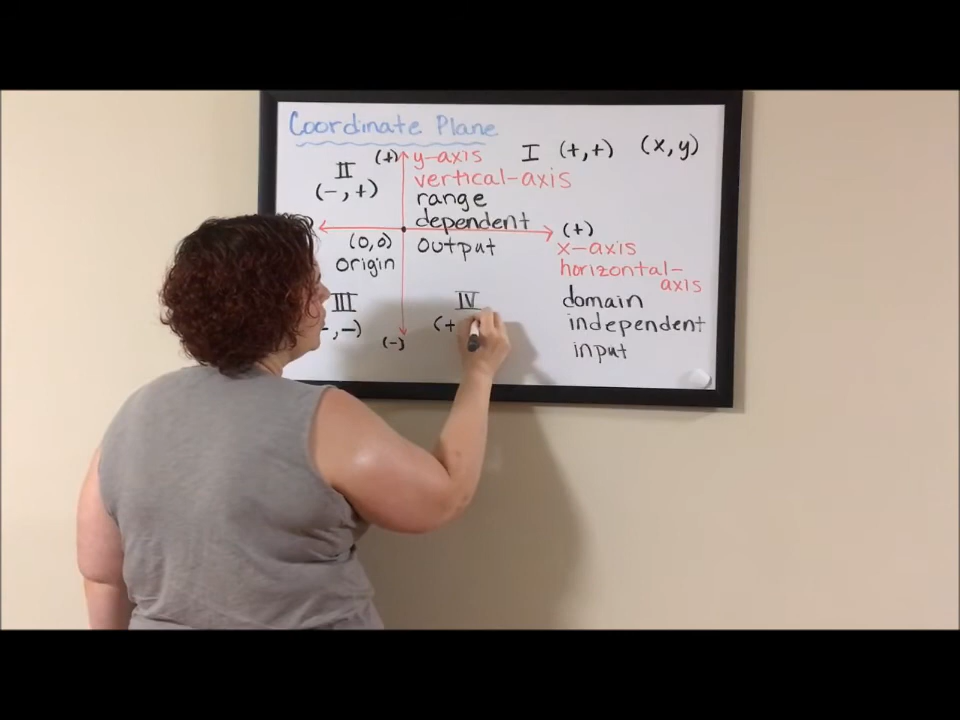 Coordinate Plane
I (+,+) (x,y)
II
(-,+)
(+) y-axis
vertical-axis
range
dependent
output
(0,0)
origin
(+)
x-axis
horizontal-
axis
domain
independent
input
III
,-)
(-)
IV
(+